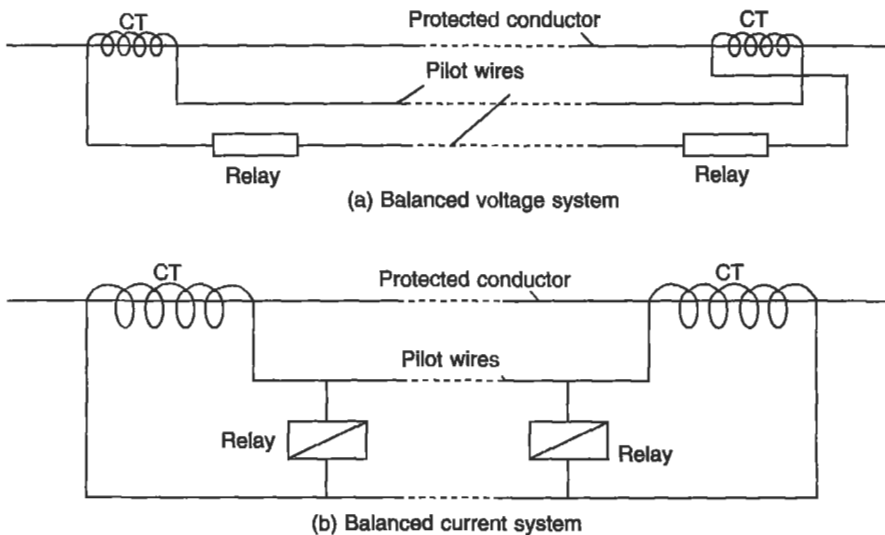 CT
Protected conductor
CT
Pilot wires
Relay
Relay
(a) Balanced voltage system
CT
Protected conductor
CT
Pilot wires
Relay
Relay
(b) Balanced current system